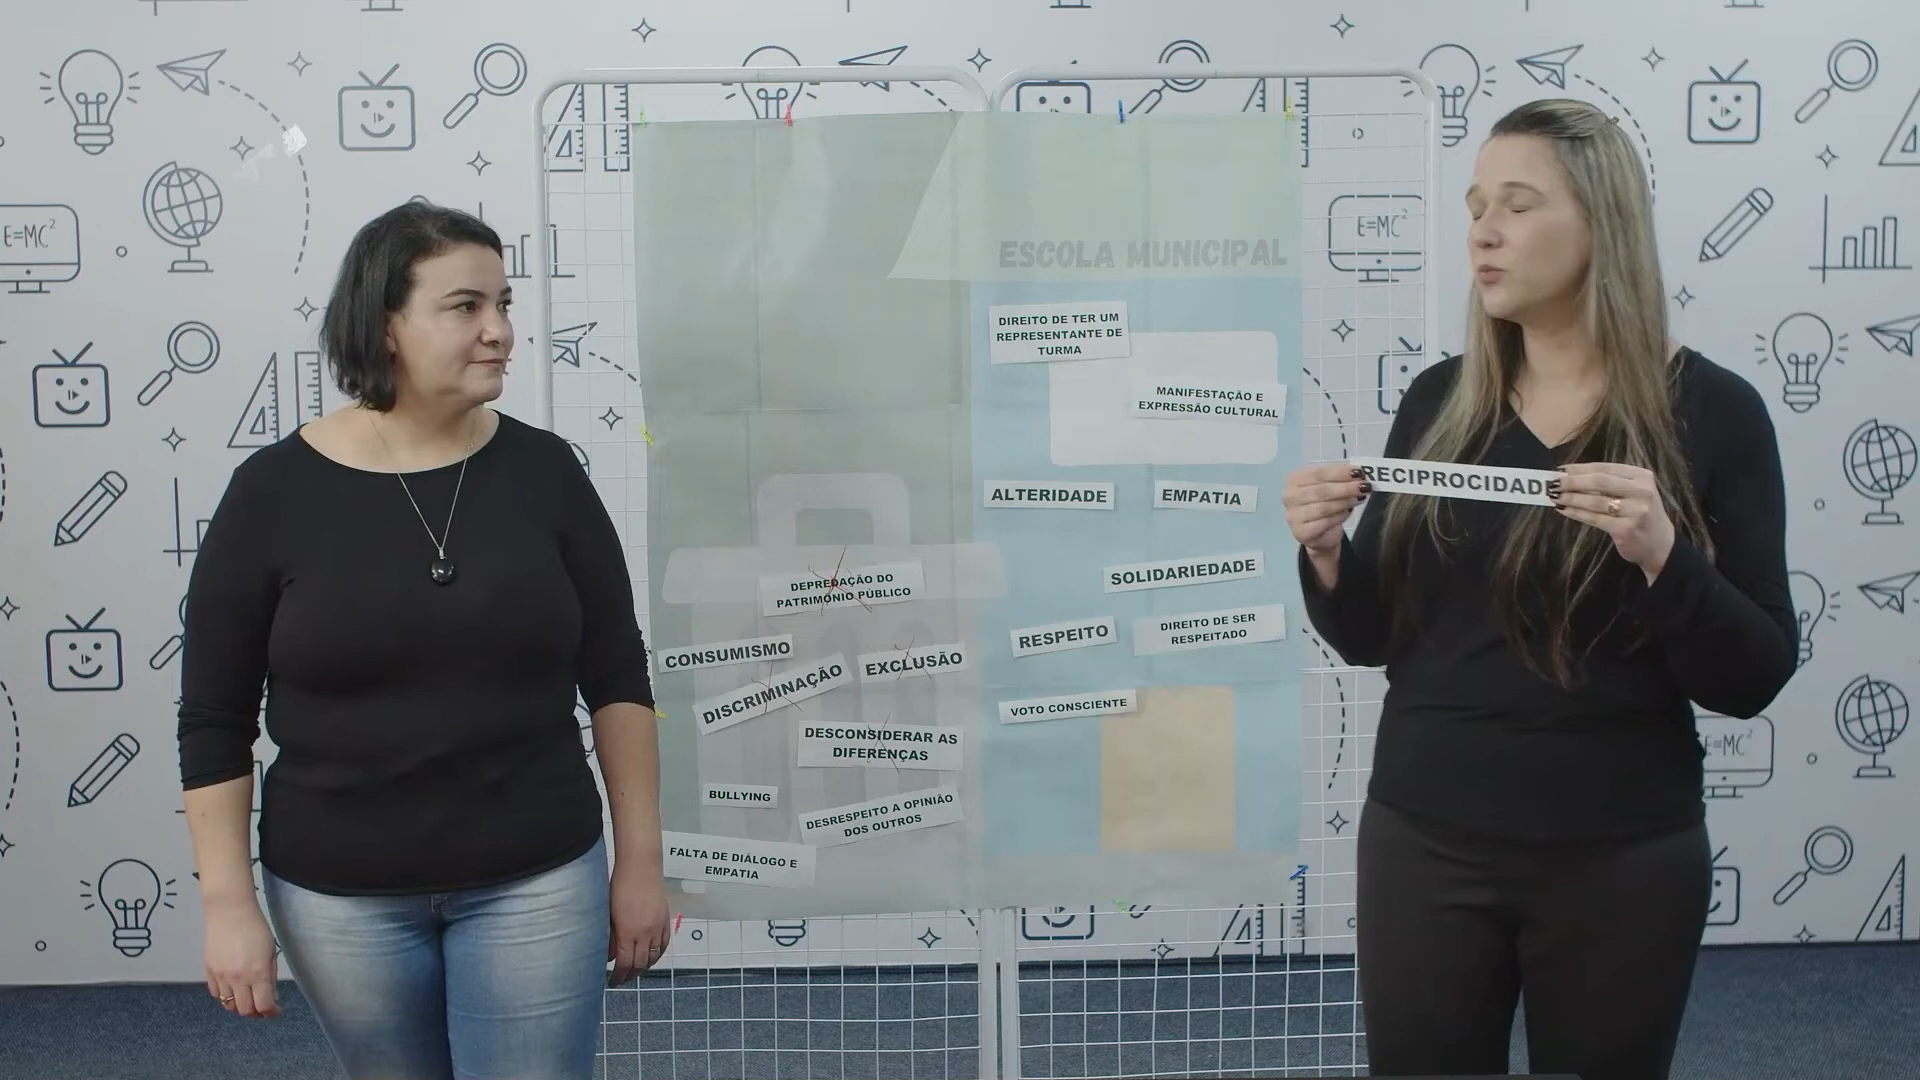 E=MC²
E=MC²
E=MC²
ESCOLA MUNICIPAL
DIREITO DE TER UM
REPRESENTANTE DE
TURMA
MANIFESTAÇÃO E
EXPRESSÃO CULTURAL
ALTERIDADE
EMPATIA
RECIPROCIDADE
SOLIDARIEDADE
RESPEITO
DIREITO DE SER
RESPEITADO
VOTO CONSCIENTE
DEPREDAÇÃO DO
PATRIMÔNIO PÚBLICO
CONSUMISMO
DISCRIMINAÇÃO
EXCLUSÃO
DESCONSIDERAR AS
DIFERENÇAS
BULLYING
DESRESPEITO A OPINIÃO
DOS OUTROS
FALTA DE DIÁLOGO E
EMPATIA